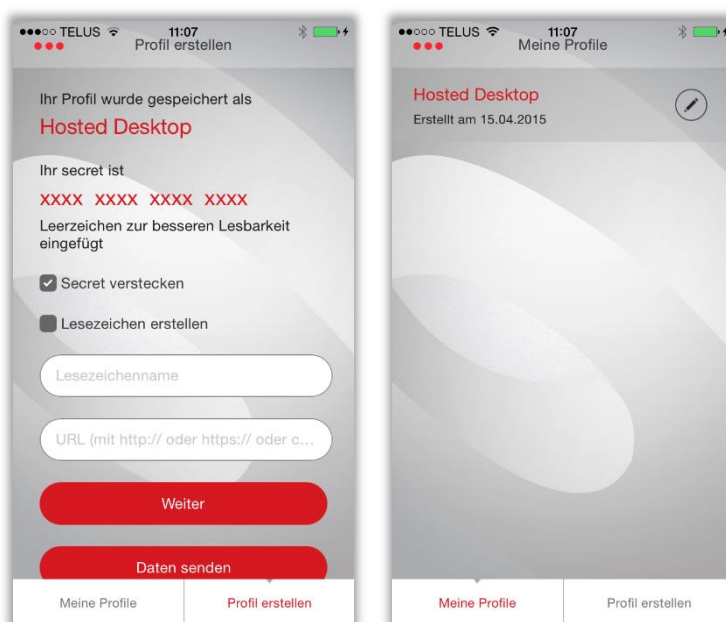 TELUS 11:07
Profil erstellen
Ihr Profil wurde gespeichert als
Hosted Desktop
Ihr secret ist
XXXX XXXX XXXX XXXX
Leerzeichen zur besseren Lesbarkeit
eingefügt
Secret verstecken
Lesezeichen erstellen
Lesezeichenname
URL (mit http:// oder https:// oder c...
Weiter
Daten senden
Meine Profile Profil erstellen
TELUS 11:07
Meine Profile
Hosted Desktop
Erstellt am 15.04.2015
Meine Profile Profil erstellen